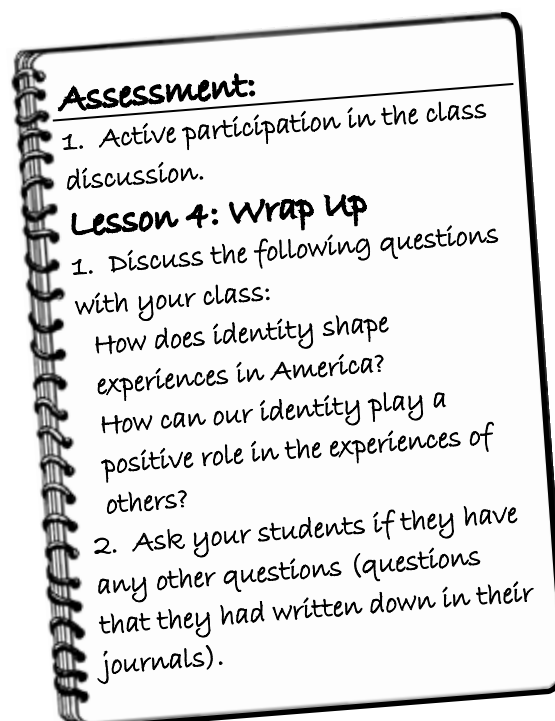 Assessment:
1. Active participation in the class
discussion.
Lesson 4: Wrap Up
1. Discuss the following questions
with your class:
How does identity shape
experiences in America?
How can our identity play a
positive role in the experiences of
others?
2. Ask your students if they have
any other questions (questions
that they had written down in their
journals).